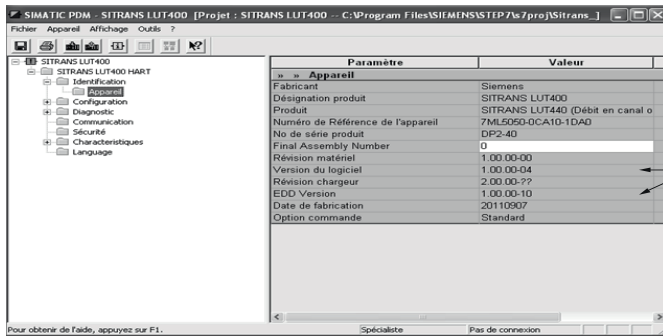 SIMATIC PDM - SITRANS LUT400 [Projet : SITRANS LUT400 -- C:\Program Files\SIEMENS\STEP7\s7proj\Sitrans_]
Fichier Appareil Affichage Outils ?
SITRANS LUT400
SITRANS LUT400 HART
Identification
Appareil
Configuration
Diagnostic
Communication
Sécurité
Characteristiques
Language
Paramètre Valeur
» » Appareil
Fabricant Siemens
Désignation produit SITRANS LUT400
Produit SITRANS LUT440 (Débit en canal o
Numéro de Référence de l'appareil 7ML5050-0CA10-1DA0
No de série produit DP2-40
Final Assembly Number 0
Révision matériel 1.00.00-00
Version du logiciel 1.00.00-04
Révision chargeur 2.00.00-??
EDD Version 1.00.00-10
Date de fabrication 20110907
Option commande Standard
Pour obtenir de l'aide, appuyez sur F1. Spécialiste Pas de connexion